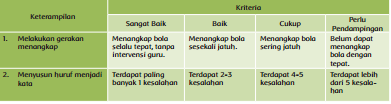 Keterampilan
Kriteria
Sangat Baik
Baik
Cukup
Perlu
Pendampingan
1. Melakukan gerakan
menangkap
Menangkap bola
selalu tepat, tanpa
intervensi guru.
Menangkap bola
sesekali jatuh.
Menangkap bola
sering jatuh
Belum dapat
menangkap
bola dengan
tepat.
2. Menyusun huruf menjadi
kata
Terdapat paling
banyak 1 kesalahan
Terdapat 2-3
kesalahan
Terdapat 4-5
kesalahan
Terdapat lebih
dari 5 kesala-
han